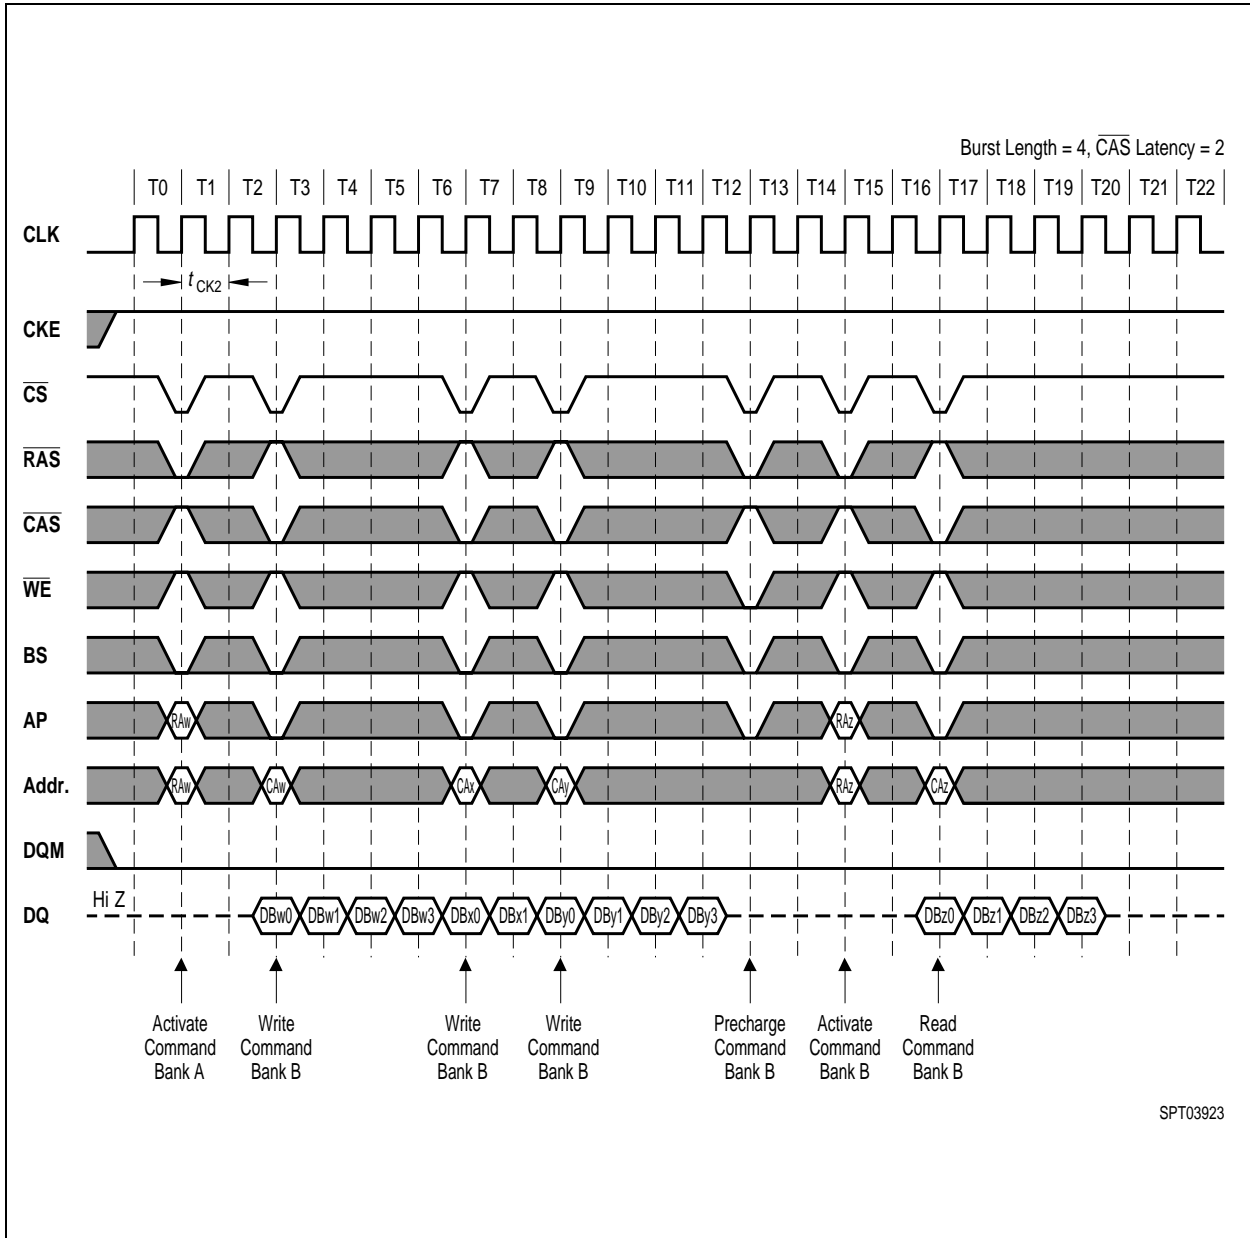 Burst Length = 4, CAS Latency = 2
T0 T1 T2 T3 T4 T5 T6 T7 T8 T9 T10 T11 T12 T13 T14 T15 T16 T17 T18 T19 T20 T21 T22
CLK
t CK2
CKE
CS
RAS
CAS
WE
BS
AP RAw RAz
Addr. RAw CAw CAx CAy RAz CAz
DQM
Hi Z
DQ DBw0 DBw1 DBw2 DBw3 DBx0 DBx1 DBy0 DBy1 DBy2 DBy3 DBz0 DBz1 DBz2 DBz3
Activate Write Write Write Precharge Activate Read
Command Command Command Command Command Command Command
Bank A Bank B Bank B Bank B Bank B Bank B Bank B
SPT03923